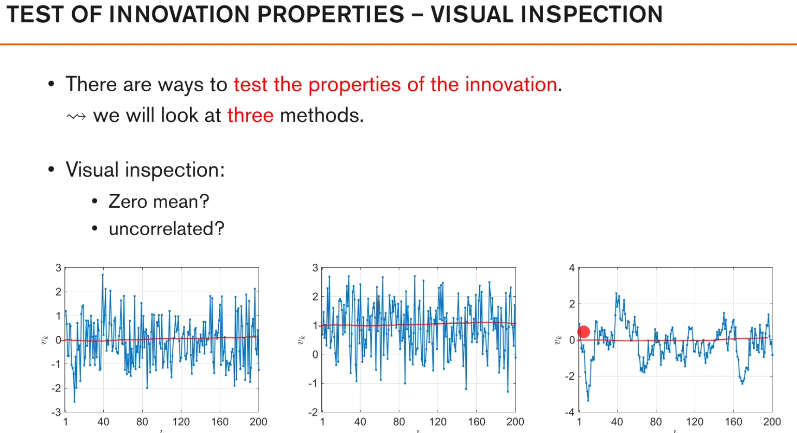 TEST OF INNOVATION PROPERTIES – VISUAL INSPECTION
• There are ways to test the properties of the innovation.
⇝ we will look at three methods.
• Visual inspection:
• Zero mean?
• uncorrelated?
3
2
1
0
-1
-2
-3
v_k
1 40 80 120 160 200
3
2
1
0
-1
-2
v_k
1 40 80 120 160 200
4
2
0
-2
-4
v_k
1 40 80 120 160 200